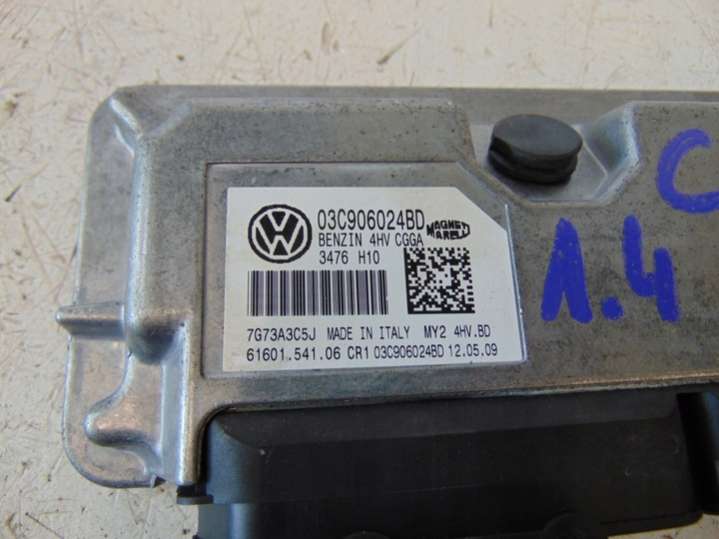 03C906024BD
BENZIN 4HV CGGA
MAGNETI MARELLI
3476 H10
7G73A3C5J MADE IN ITALY MY2 4HV.BD
61601.541.06 CR1 03C906024BD 12.05.09
C
1.4